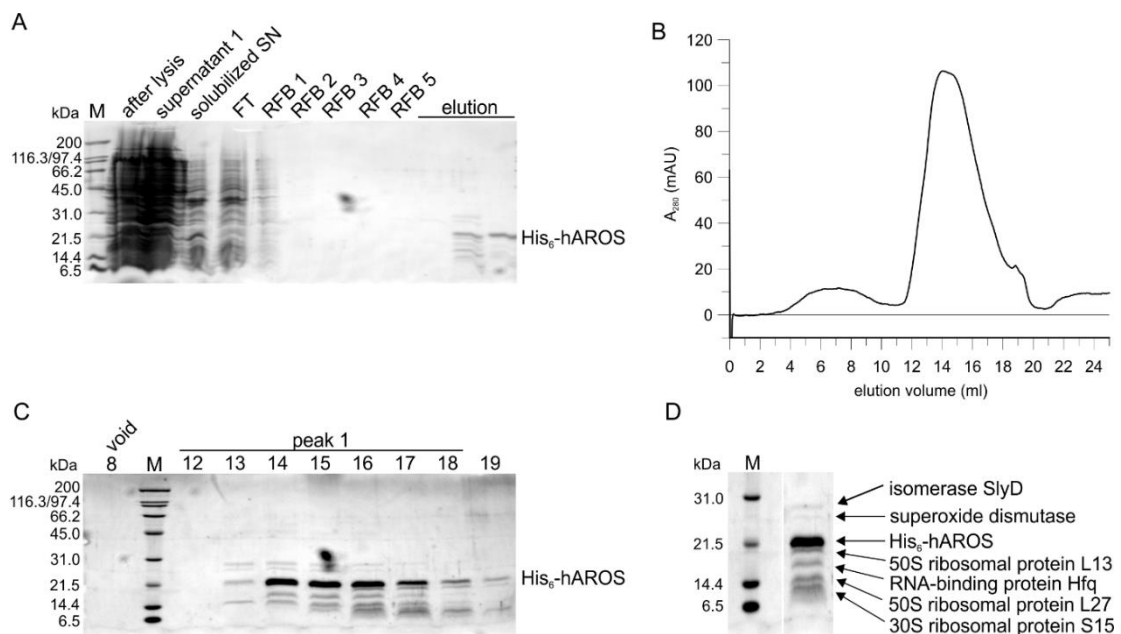 A
M after lysis supernatant 1 solubilized SN FT RFB 1 RFB 2 RFB 3 RFB 4 RFB 5 elution
kDa
200
116.3/97.4
66.2
45.0
31.0
21.5
14.4
6.5
His₆-hAROS
B
120
100
80
60
40
20
0
A₂₈₀ (mAU)
0 2 4 6 8 10 12 14 16 18 20 22 24
elution volume (ml)
C
void peak 1
kDa 8 M 12 13 14 15 16 17 18 19
200
116.3/97.4
66.2
45.0
31.0
21.5
14.4
6.5
His₆-hAROS
D
kDa M
31.0
21.5
14.4
6.5
isomerase SlyD
superoxide dismutase
His₆-hAROS
50S ribosomal protein L13
RNA-binding protein Hfq
50S ribosomal protein L27
30S ribosomal protein S15